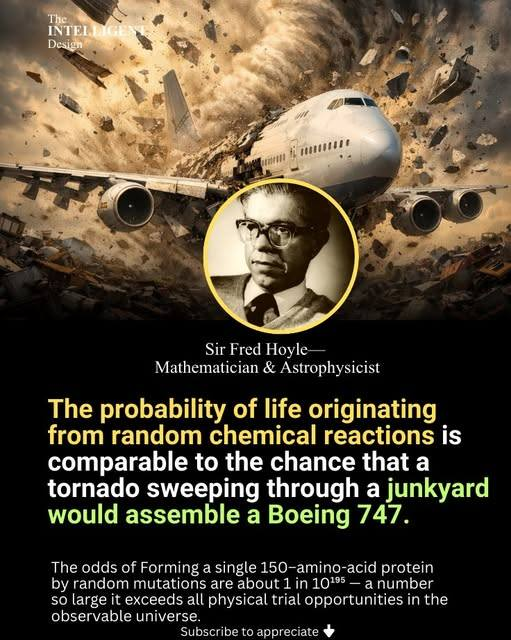 The
INTELLIGENT
Design
Sir Fred Hoyle—
Mathematician & Astrophysicist
The probability of life originating
from random chemical reactions is
comparable to the chance that a
tornado sweeping through a junkyard
would assemble a Boeing 747.
The odds of Forming a single 150–amino-acid protein
by random mutations are about 1 in 10¹⁹⁵ — a number
so large it exceeds all physical trial opportunities in the
observable universe.
Subscribe to appreciate